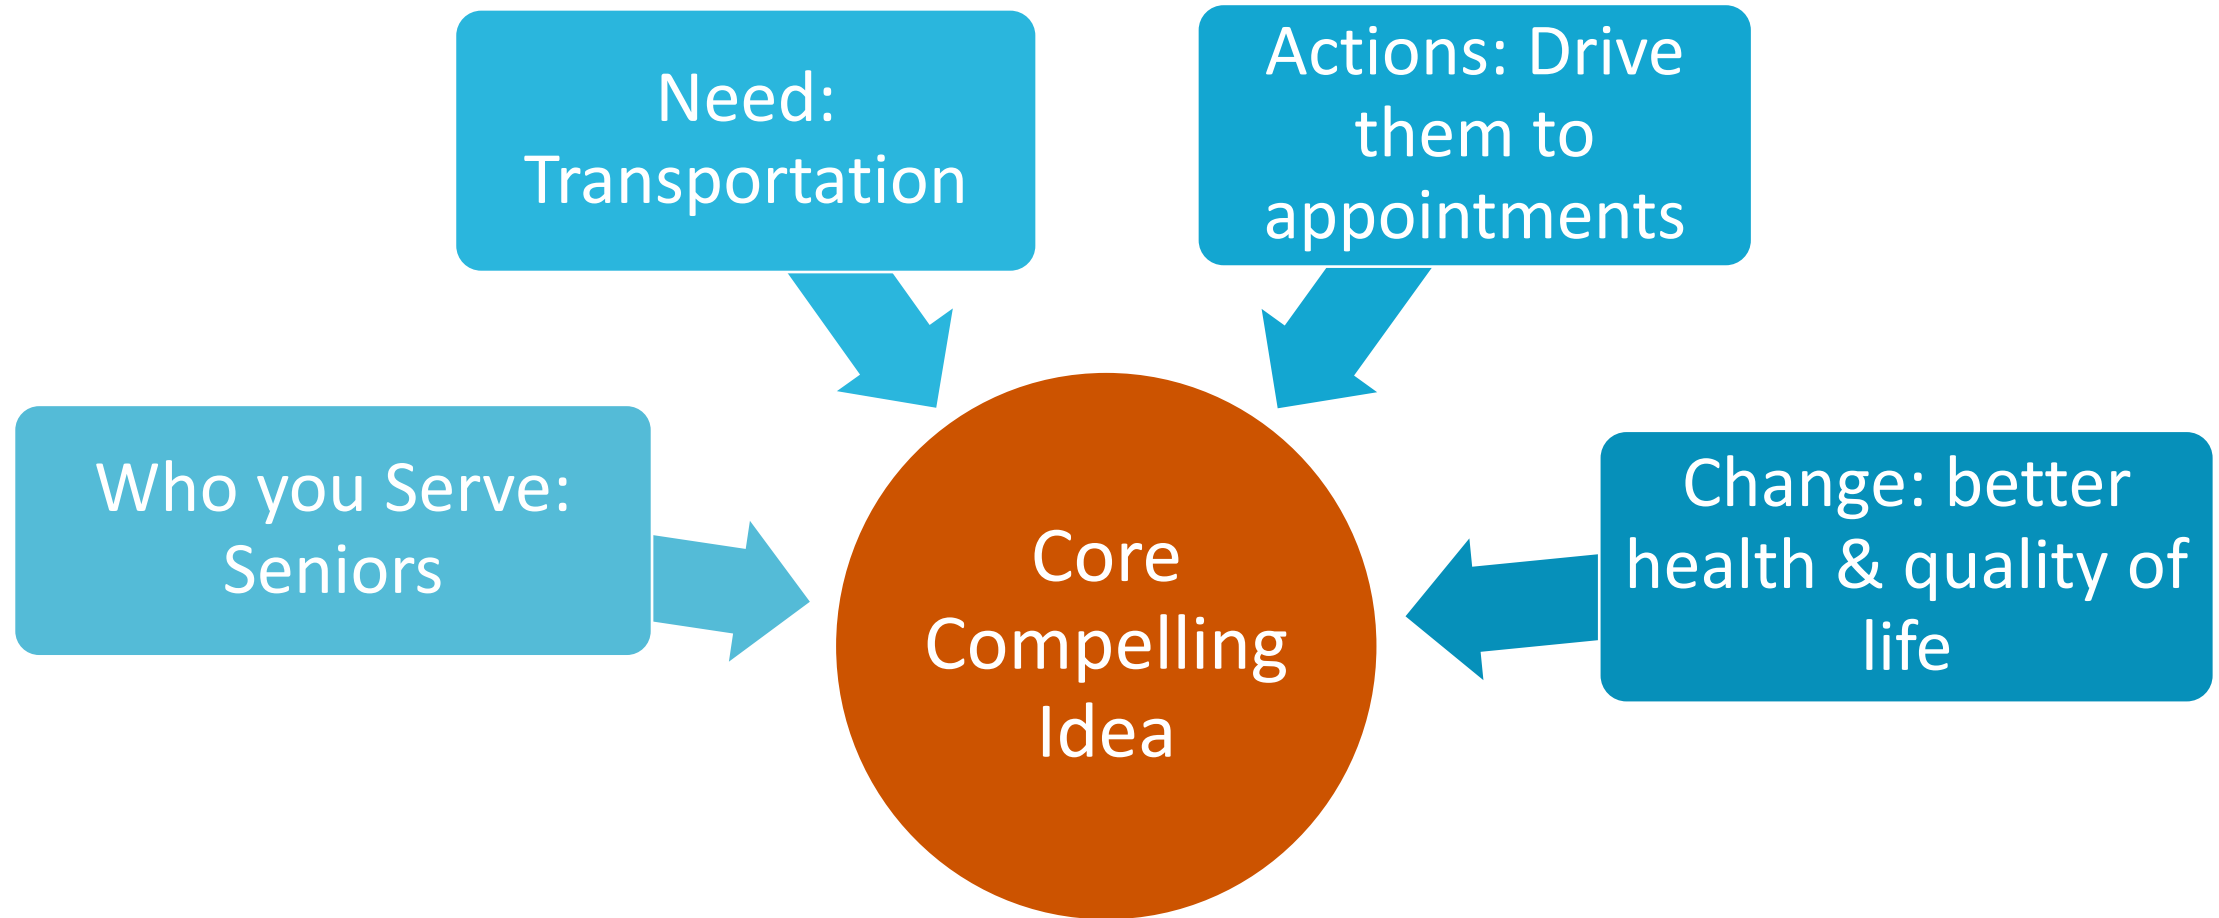 Who you Serve:
Seniors
Need:
Transportation
Actions: Drive
them to
appointments
Change: better
health & quality of
life
Core
Compelling
Idea